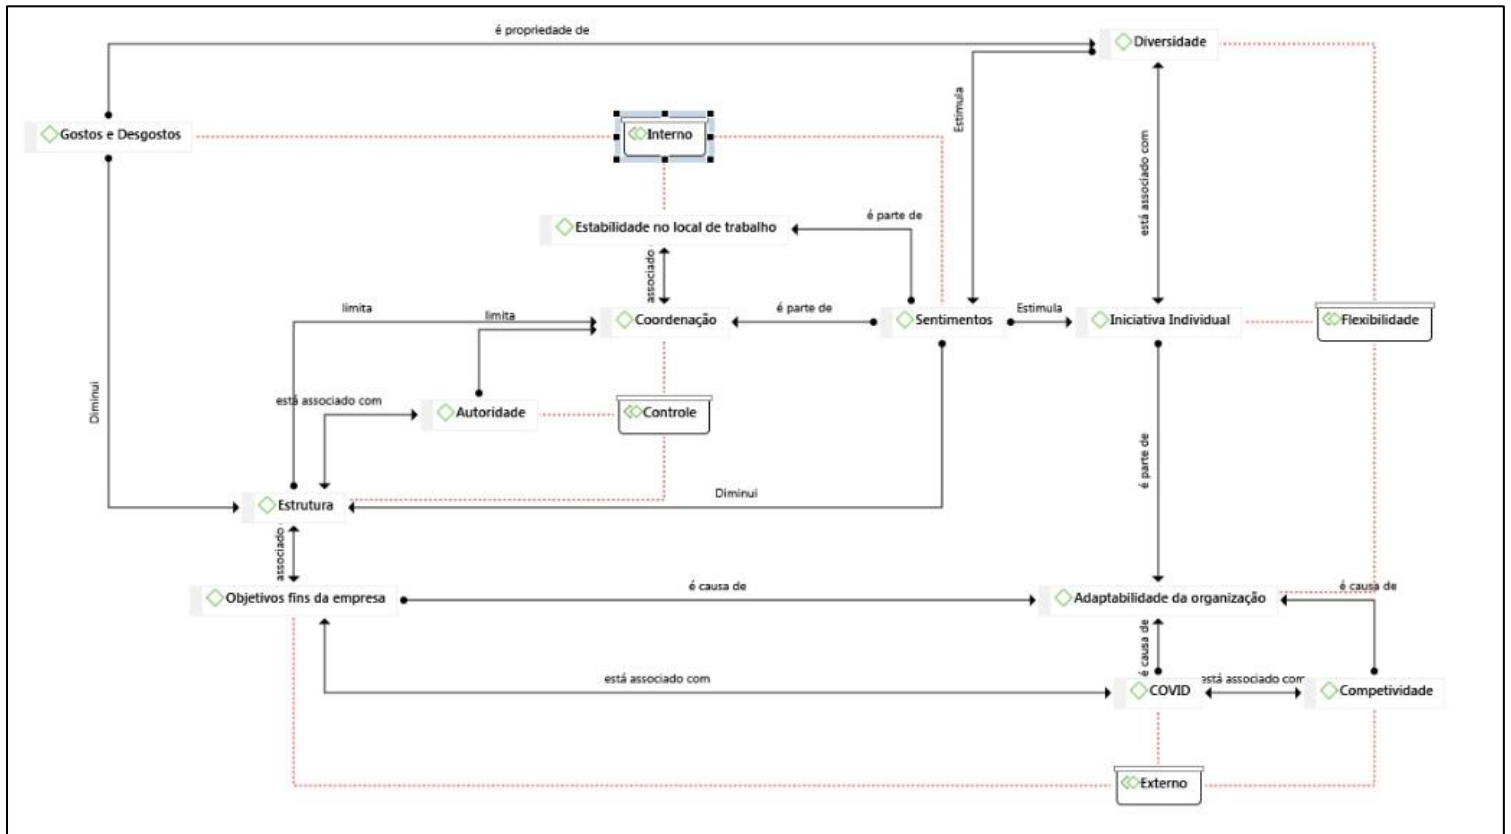 é propriedade de
Diversidade
Estimula
Gostos e Desgostos
Interno
está associado com
Estabilidade no local de trabalho
é parte de
associado
limita
limita
Coordenação
é parte de
Sentimentos
Estimula
Iniciativa Individual
Flexibilidade
Diminui
está associado com
Autoridade
Controle
é parte de
Estrutura
Diminui
associado
Objetivos fins da empresa
é causa de
Adaptabilidade da organização
é causa de
é causa de
está associado com
COVID
está associado com
Competividade
Externo